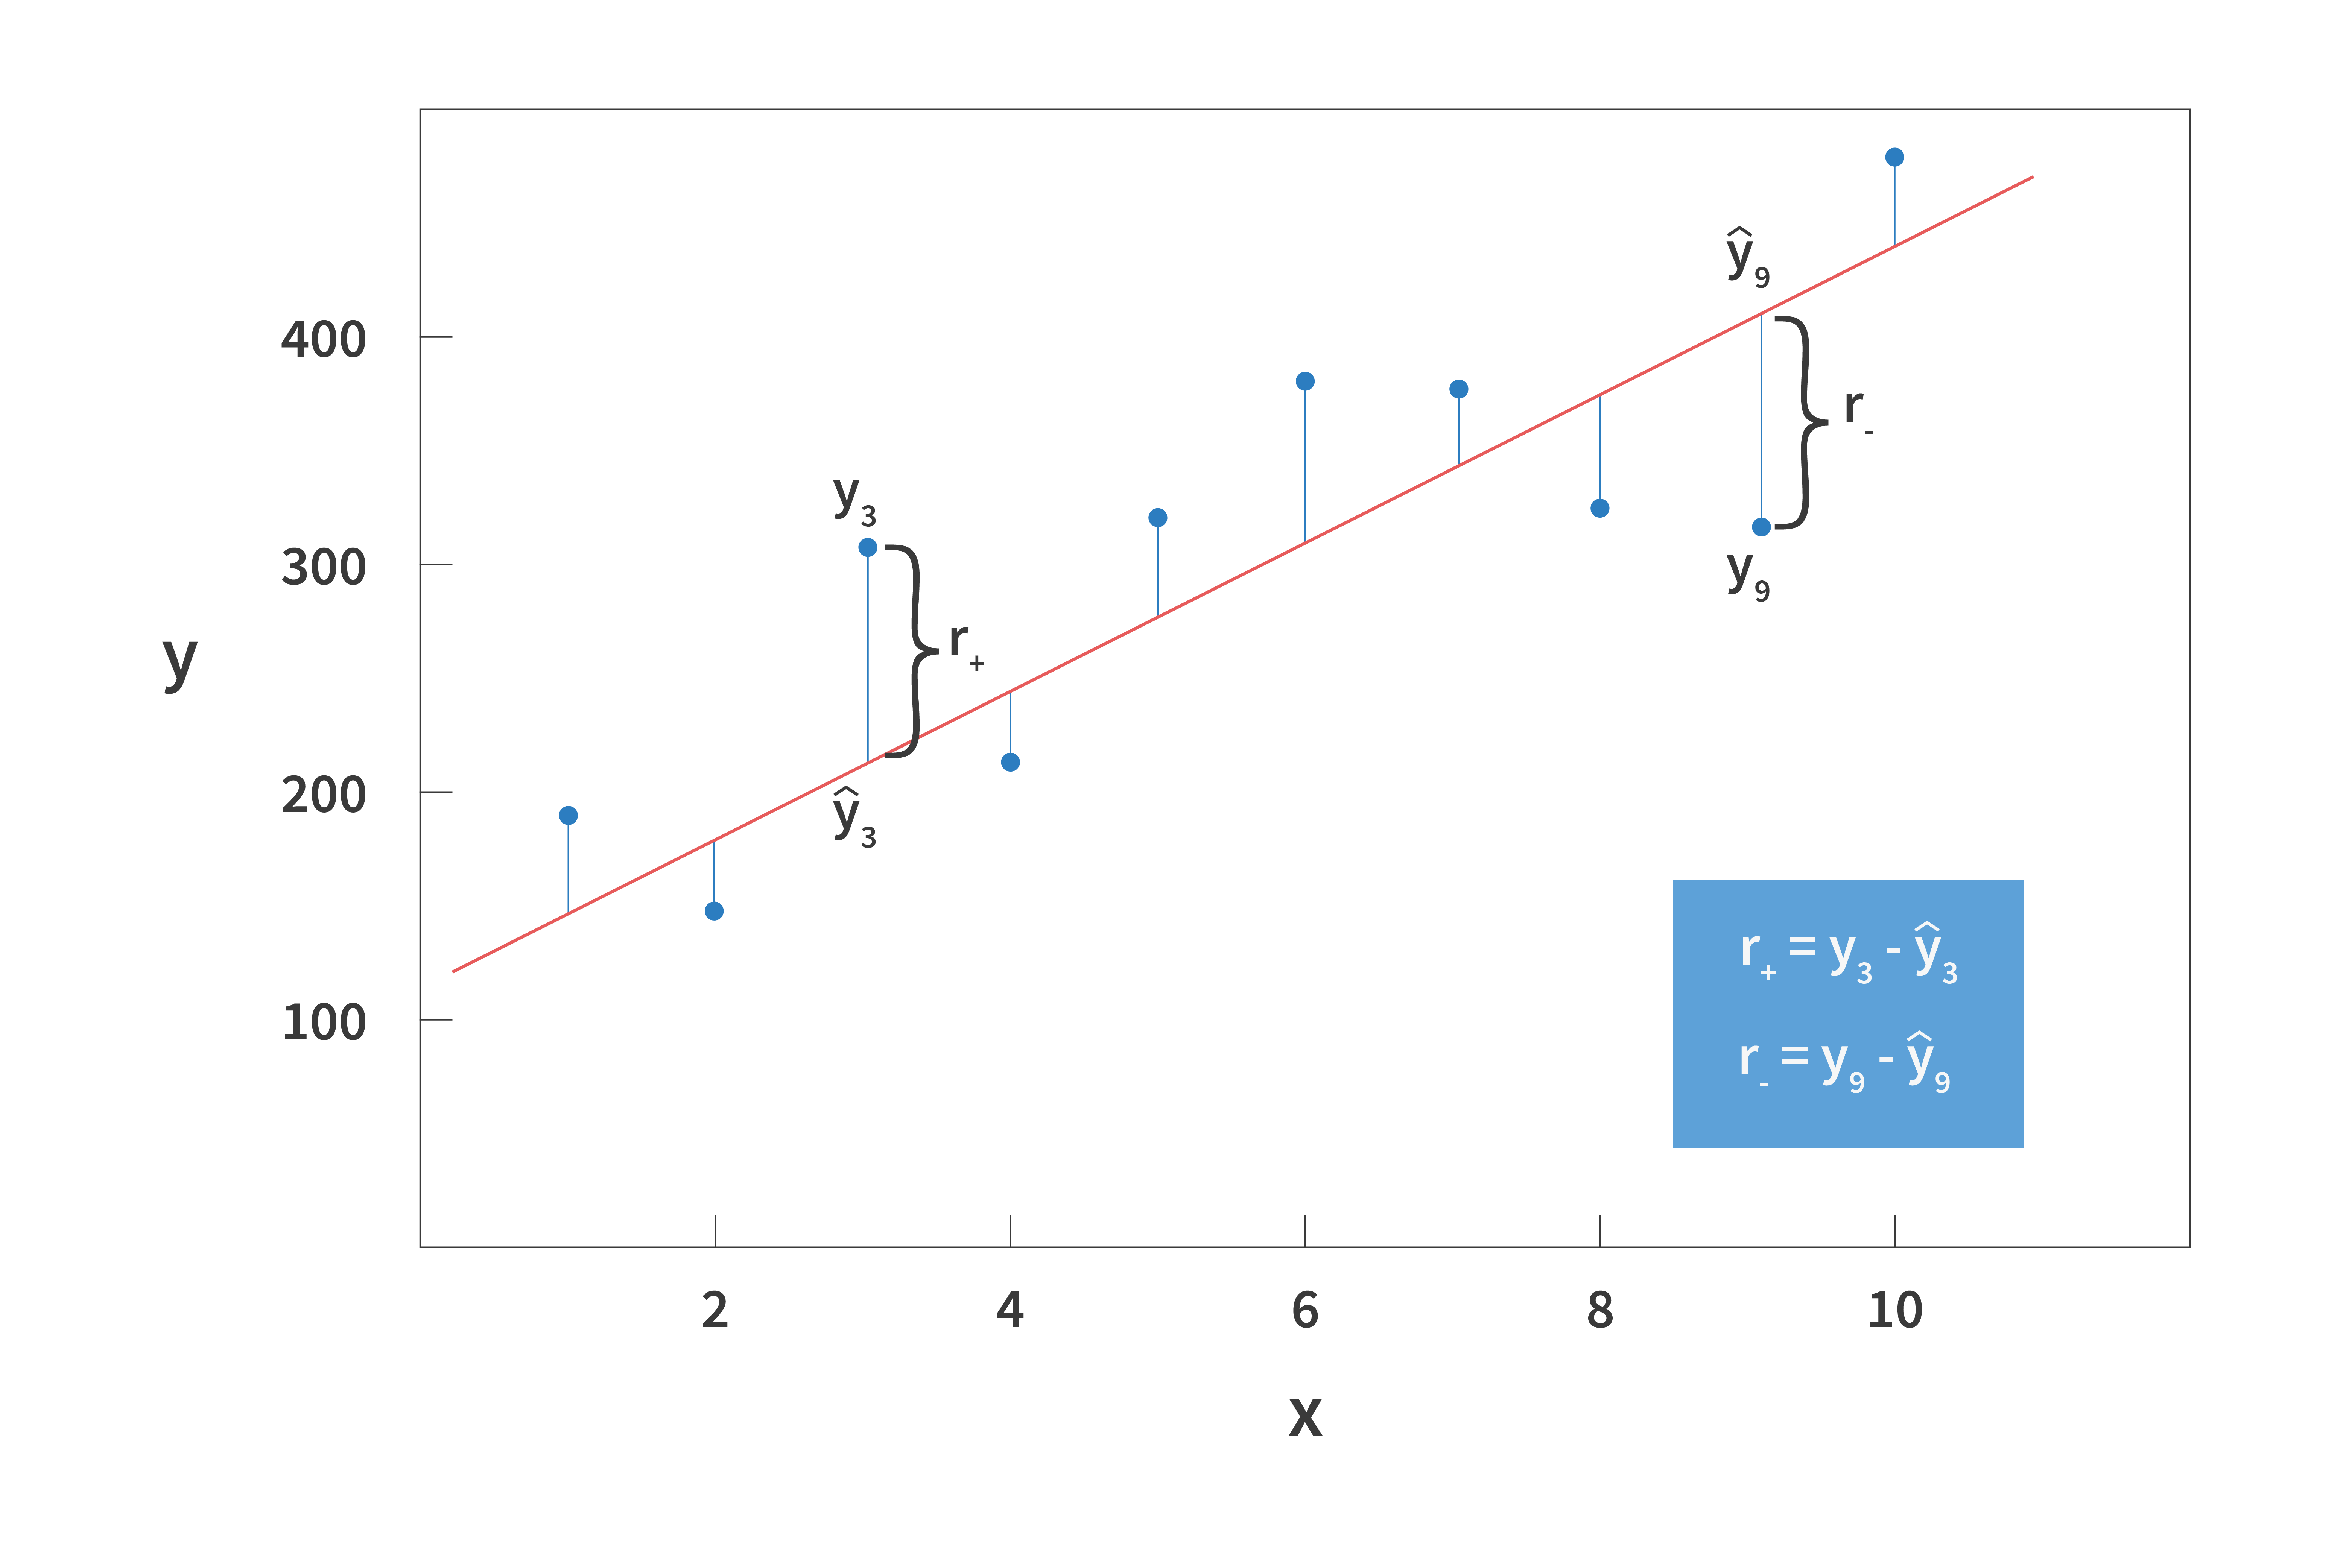 ŷ₉
400
r₋
y₃
300
y₉
y
r₊
200
ŷ₃
r₊ = y₃ - ŷ₃
100
r₋ = y₉ - ŷ₉
2 4 6 8 10
x